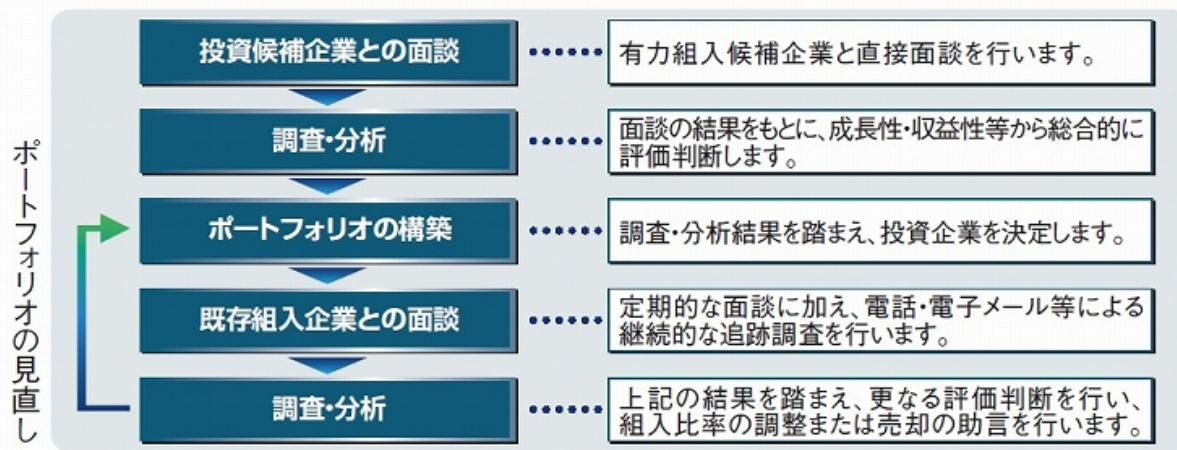 ポートフォリオの見直し
投資候補企業との面談
有力組入候補企業と直接面談を行います。
調査・分析
面談の結果をもとに、成長性・収益性等から総合的に
評価判断します。
ポートフォリオの構築
調査・分析結果を踏まえ、投資企業を決定します。
既存組入企業との面談
定期的な面談に加え、電話・電子メール等による
継続的な追跡調査を行います。
調査・分析
上記の結果を踏まえ、更なる評価判断を行い、
組入比率の調整または売却の助言を行います。